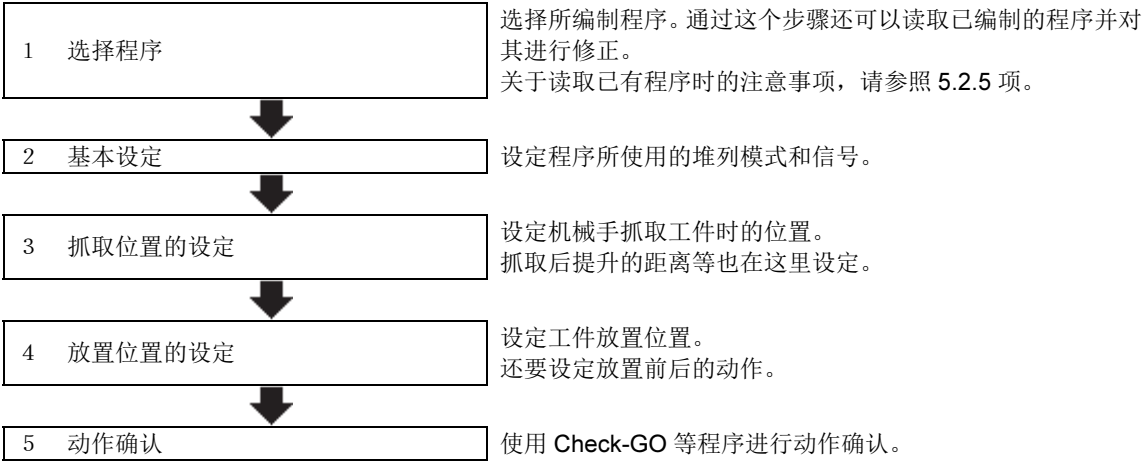 1 选择程序
选择所编制程序。通过这个步骤还可以读取已编制的程序并对
其进行修正。
关于读取已有程序时的注意事项，请参照 5.2.5 项。
2 基本设定
设定程序所使用的堆列模式和信号。
3 抓取位置的设定
设定机械手抓取工件时的位置。
抓取后提升的距离等也在这里设定。
4 放置位置的设定
设定工件放置位置。
还要设定放置前后的动作。
5 动作确认
使用 Check-GO 等程序进行动作确认。